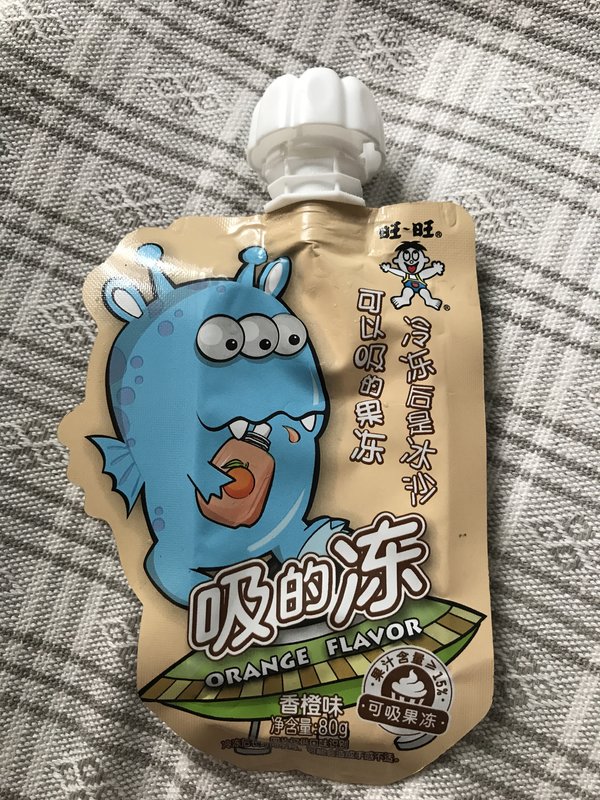 旺-旺®
冷冻后是冰沙
可以吸的果冻
吸的冻
ORANGE FLAVOR
果汁含量≥15%
可吸果冻
香橙味
净含量:80g